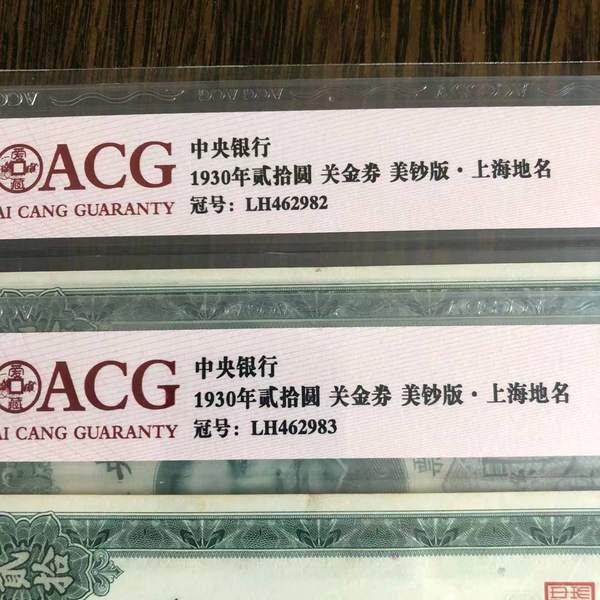 ACG
AI CANG GUARANTY
中央银行
1930年贰拾圆 关金券 美钞版·上海地名
冠号: LH462982
ACG
AI CANG GUARANTY
中央银行
1930年贰拾圆 关金券 美钞版·上海地名
冠号: LH462983
贰拾